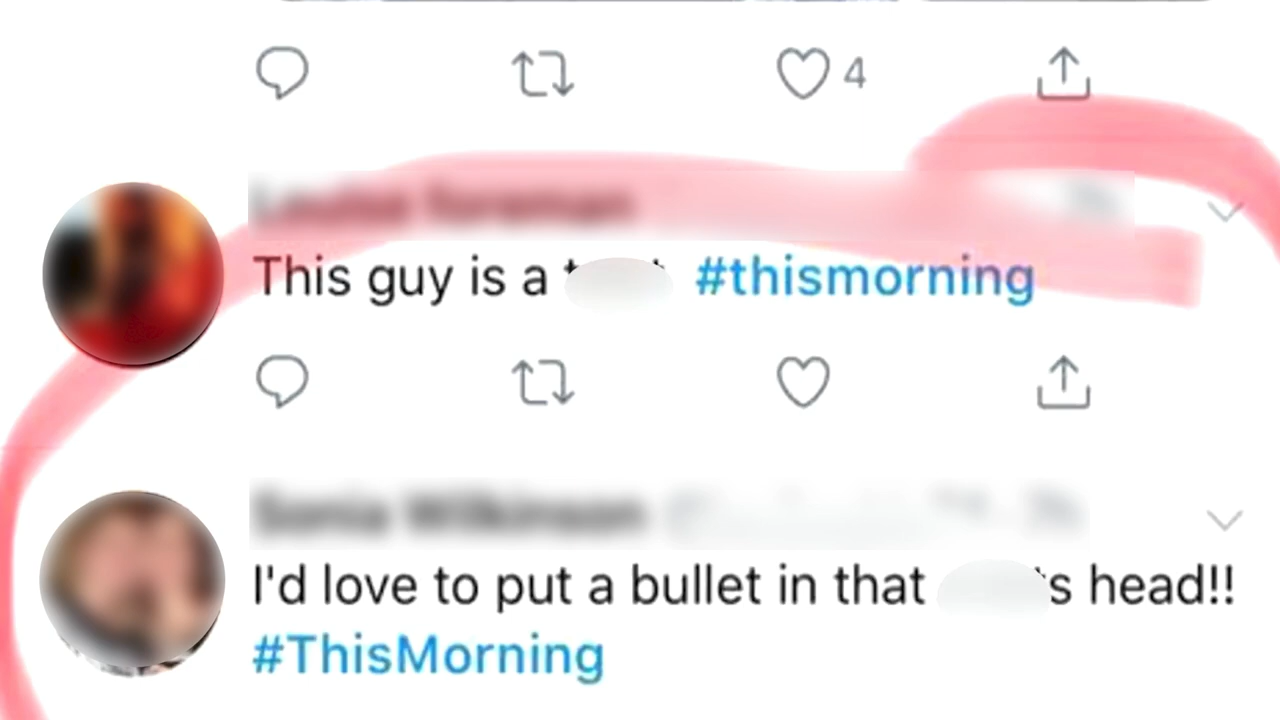 4
This guy is a #thismorning
I'd love to put a bullet in that head!!
#ThisMorning